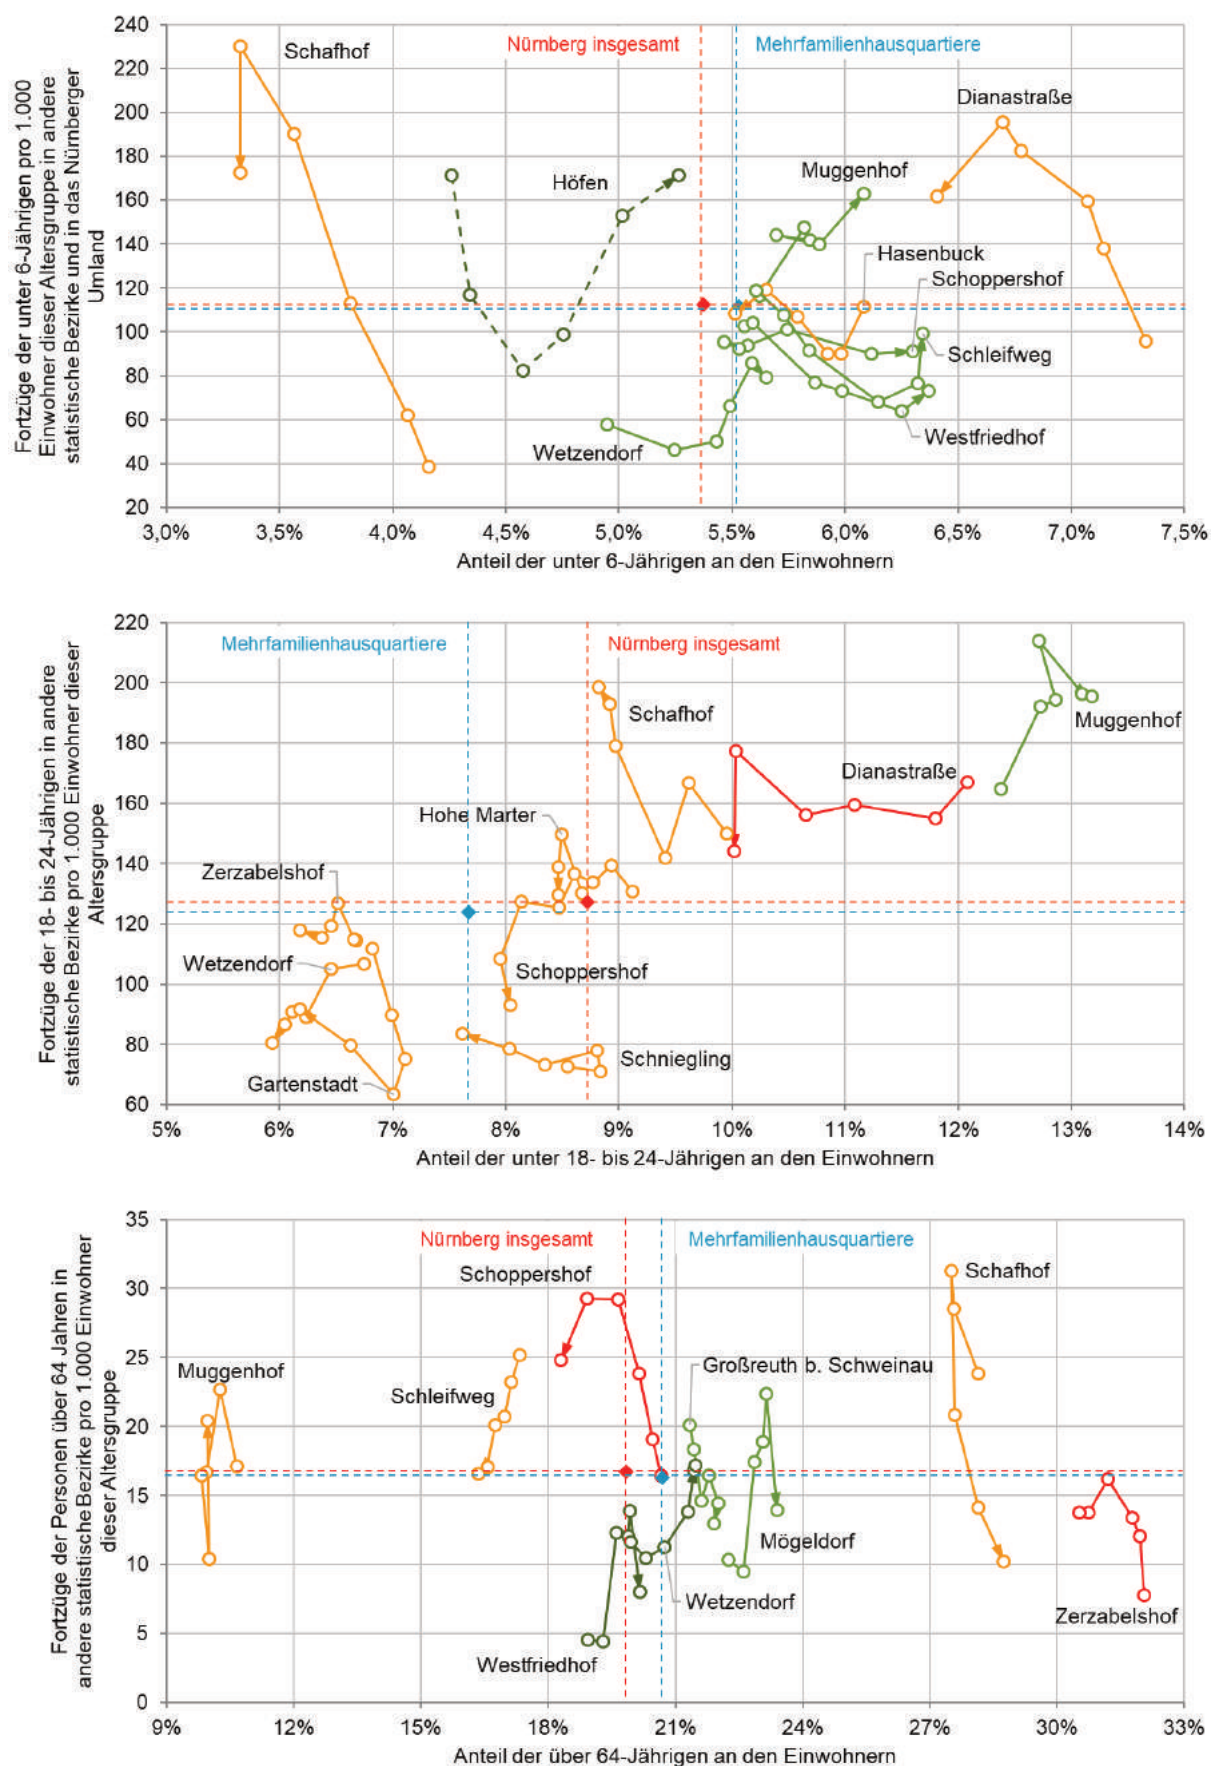 Fortzüge der unter 6-Jährigen pro 1.000
Einwohner dieser Altersgruppe in andere
statistische Bezirke und in das Nürnberger
Umland
240
220
200
180
160
140
120
100
80
60
40
20
Nürnberg insgesamt
Mehrfamilienhausquartiere
Schafhof
Dianastraße
Höfen
Muggenhof
Hasenbuck
Schoppershof
Schleifweg
Westfriedhof
Wetzendorf
3,0%
3,5%
4,0%
4,5%
5,0%
5,5%
6,0%
6,5%
7,0%
7,5%
Anteil der unter 6-Jährigen an den Einwohnern
Fortzüge der 18- bis 24-Jährigen in andere
statistische Bezirke pro 1.000 Einwohner dieser
Altersgruppe
220
200
180
160
140
120
100
80
60
Mehrfamilienhausquartiere
Nürnberg insgesamt
Schafhof
Muggenhof
Dianastraße
Hohe Marter
Zerzabelshof
Wetzendorf
Schoppershof
Schniegling
Gartenstadt
5%
6%
7%
8%
9%
10%
11%
12%
13%
14%
Anteil der unter 18- bis 24-Jährigen an den Einwohnern
Fortzüge der Personen über 64 Jahren in
andere statistische Bezirke pro 1.000 Einwohner
dieser Altersgruppe
35
30
25
20
15
10
5
0
Nürnberg insgesamt
Mehrfamilienhausquartiere
Schoppershof
Schafhof
Muggenhof
Großreuth b. Schweinau
Schleifweg
Mögeldorf
Wetzendorf
Zerzabelshof
Westfriedhof
9%
12%
15%
18%
21%
24%
27%
30%
33%
Anteil der über 64-Jährigen an den Einwohnern